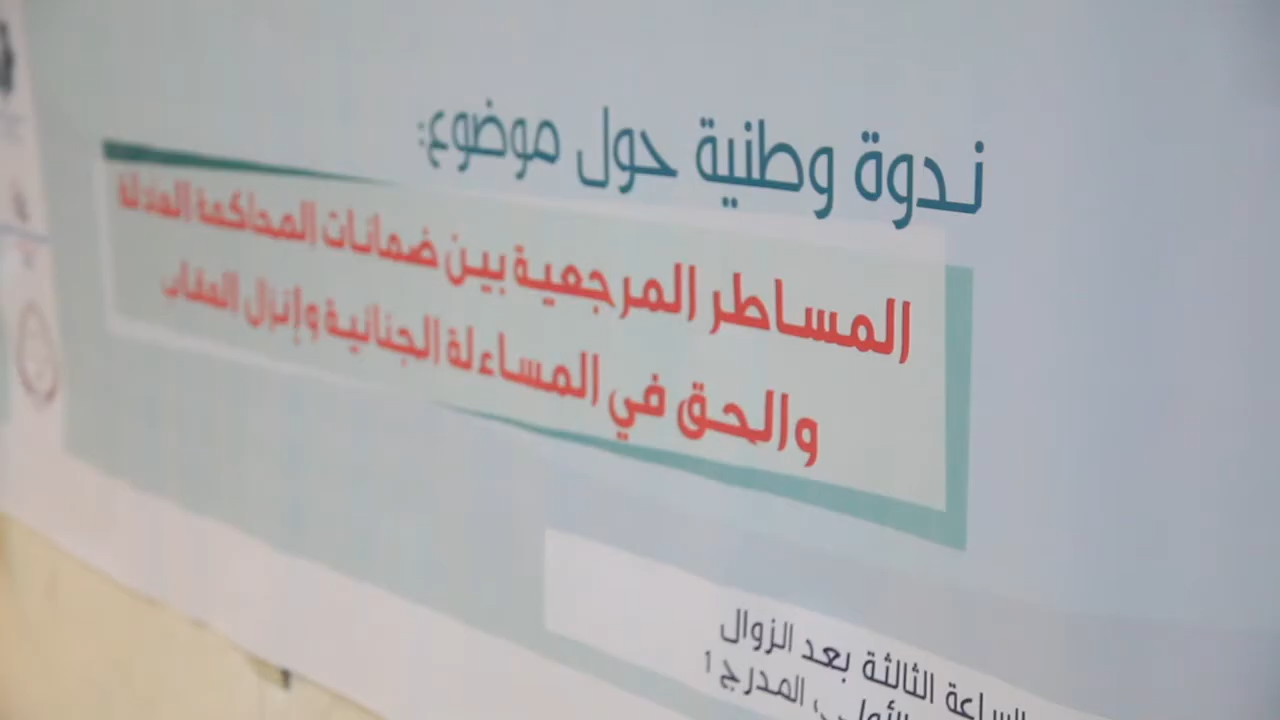 ندوة وطنية حول موضوع:
المساطر المرجعية بين ضمانات المحاكمة العادلة
والحق في المساءلة الجنائية وإنزال العقاب
الساعة الثالثة بعد الزوال
المدرج 1